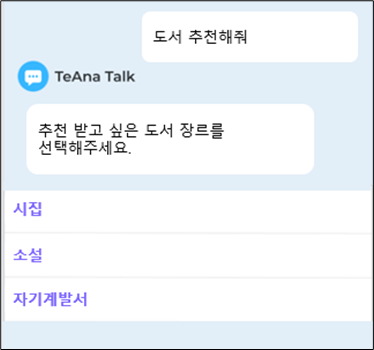 도서 추천해줘
TeAna Talk
추천 받고 싶은 도서 장르를
선택해주세요.
시집
소설
자기계발서